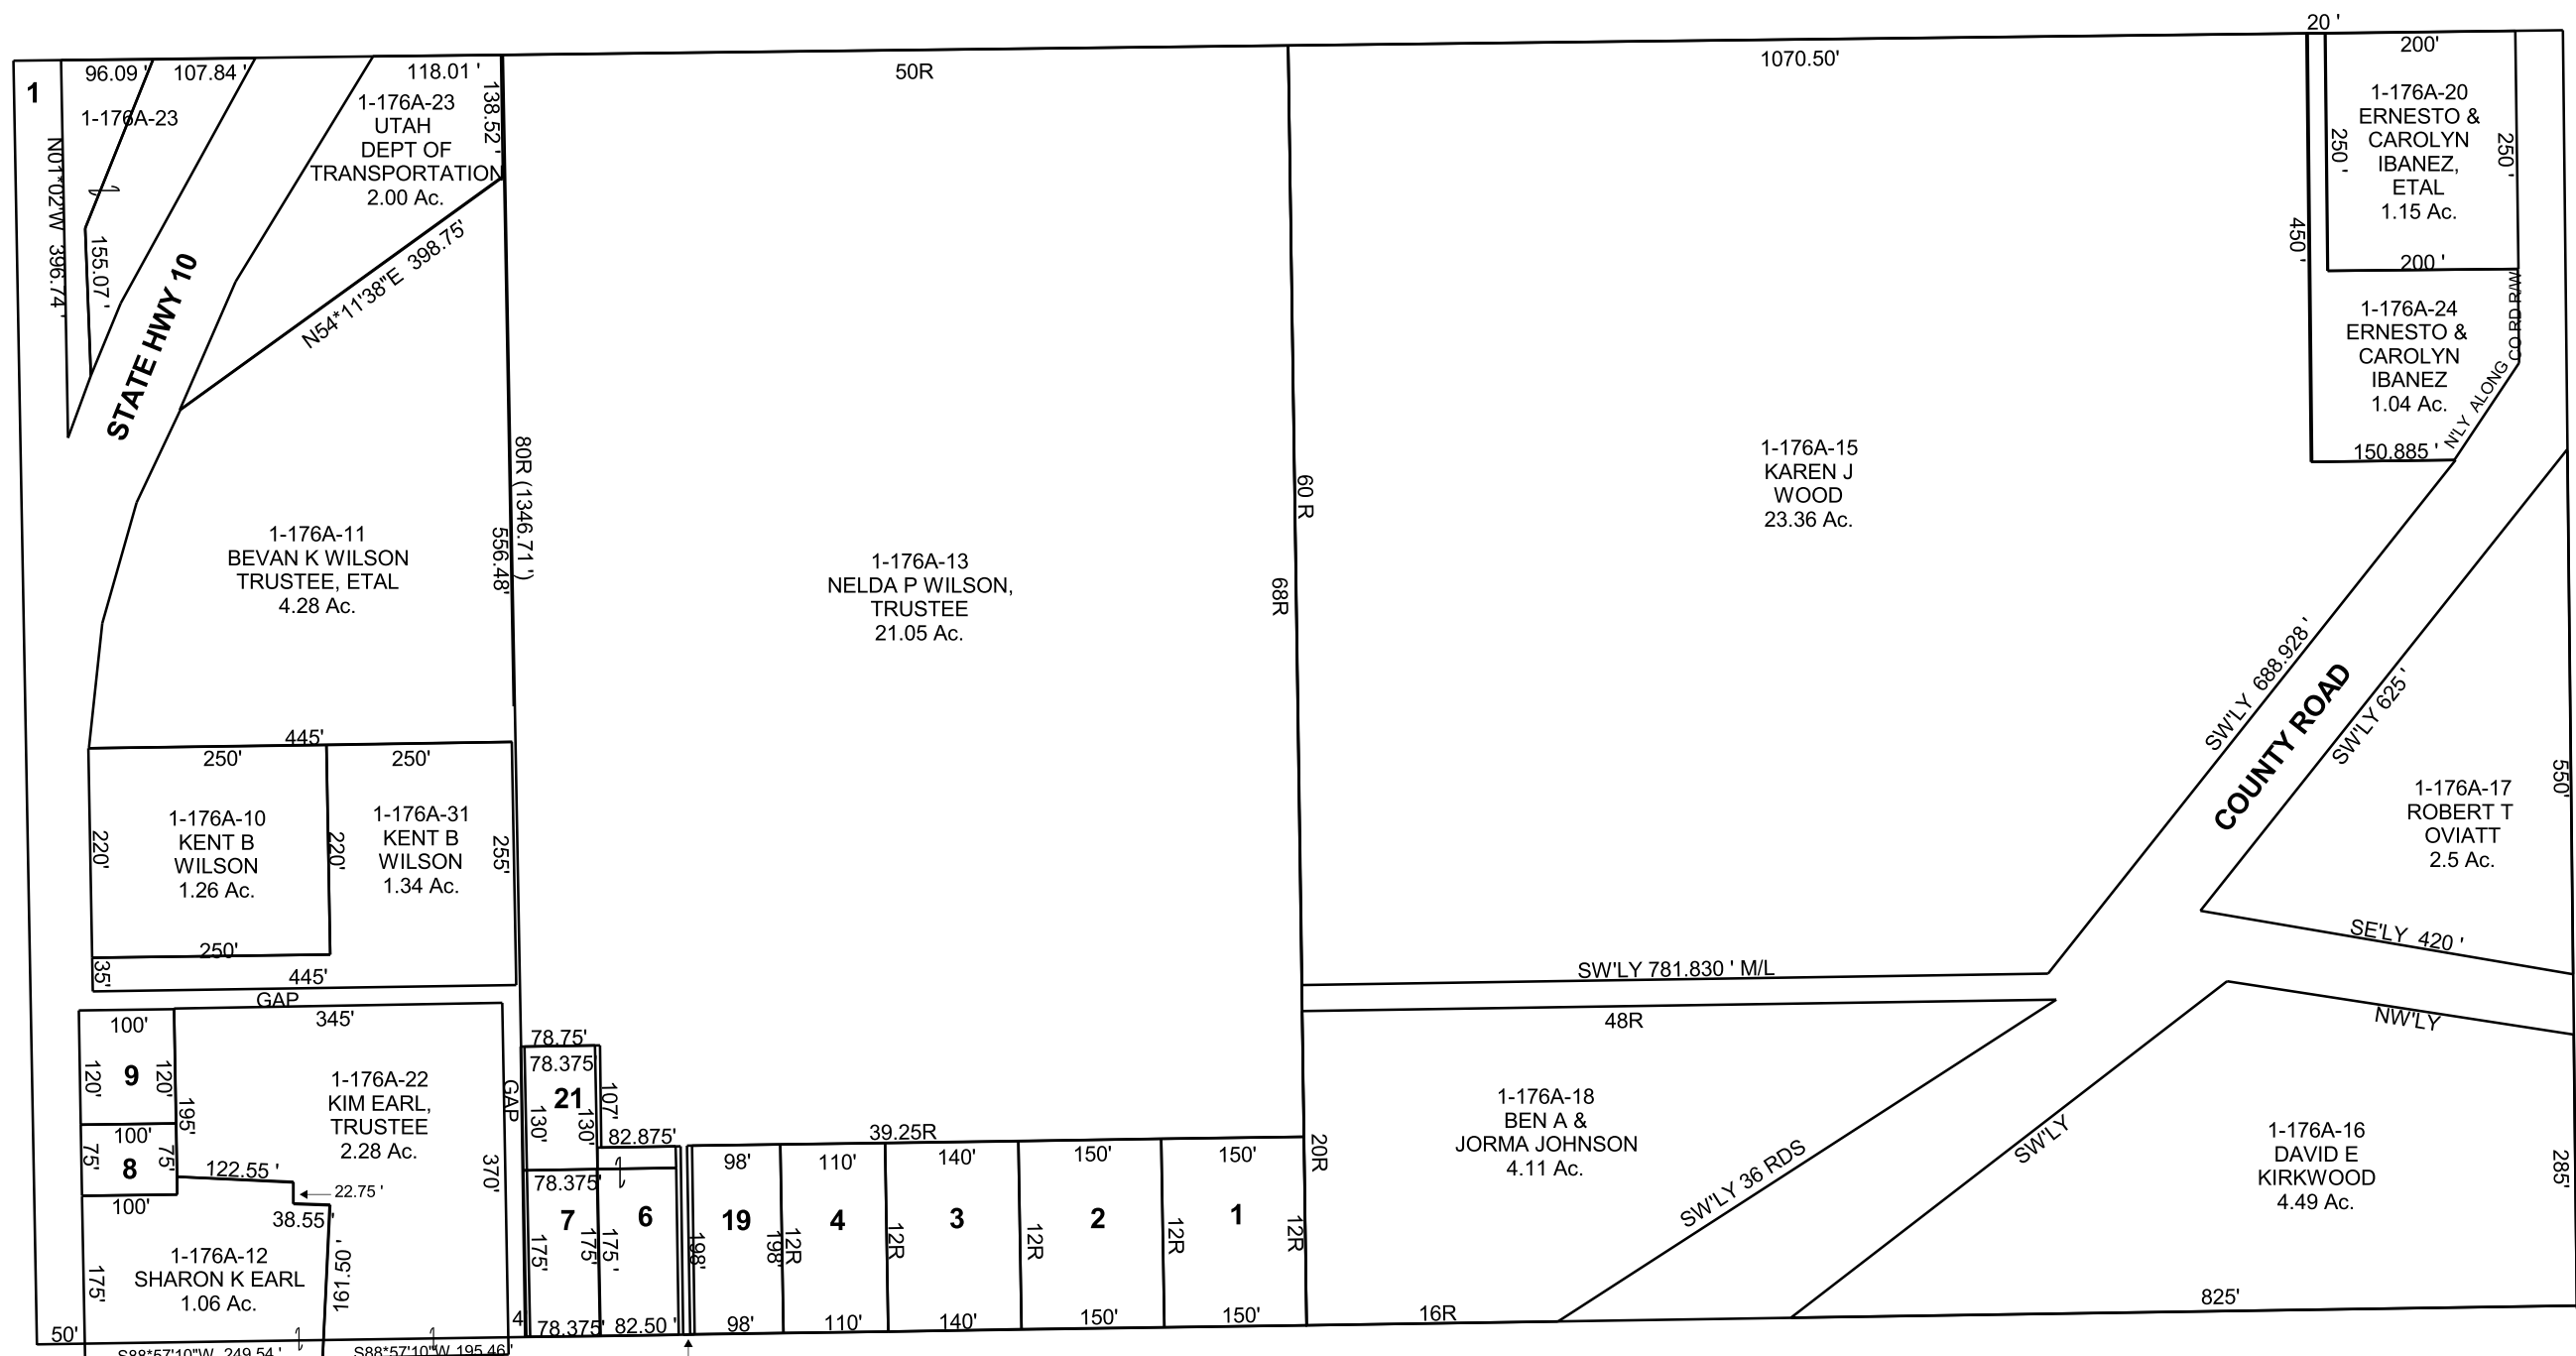 20 '
1
96.09 '
107.84 '
118.01 '
50R
1070.50'
200'
1-176A-23
N01*02'W 396.74 '
155.07 '
STATE HWY 10
1-176A-23
UTAH
DEPT OF
TRANSPORTATION
2.00 Ac.
138.52 '
N54*11'38"E 398.75'
1-176A-20
ERNESTO &
CAROLYN
IBANEZ,
ETAL
1.15 Ac.
250 '
250 '
200 '
450 '
1-176A-24
ERNESTO &
CAROLYN
IBANEZ
1.04 Ac.
150.885 '
N'LY ALONG CO RD R/W
1-176A-11
BEVAN K WILSON
TRUSTEE, ETAL
4.28 Ac.
556.48'
80R (1346.71 ')
1-176A-13
NELDA P WILSON,
TRUSTEE
21.05 Ac.
60 R
68R
1-176A-15
KAREN J
WOOD
23.36 Ac.
SW'LY 688.928 '
COUNTY ROAD
SW'LY 625 '
1-176A-17
ROBERT T
OVIATT
2.5 Ac.
550'
SE'LY 420 '
445'
250'
250'
1-176A-10
KENT B
WILSON
1.26 Ac.
220'
220'
1-176A-31
KENT B
WILSON
1.34 Ac.
255'
250'
35'
445'
GAP
SW'LY 781.830 ' M/L
48R
NW'LY
100'
345'
120'
9
120'
195'
1-176A-22
KIM EARL,
TRUSTEE
2.28 Ac.
GAP
370'
100'
75'
8
75'
122.55 '
22.75 '
100'
38.55 '
1-176A-12
SHARON K EARL
1.06 Ac.
175'
161.50 '
50'
S88*57'10"W 249.54 '
S88*57'10"W 195.46 '
78.75'
78.375'
21
130'
130'
107'
82.875'
39.25R
78.375'
7
175'
175'
175 '
6
4
78.375'
82.50 '
98'
110'
140'
150'
150'
198'
19
198'
12R
4
12R
3
12R
2
12R
1
12R
20R
98'
110'
140'
150'
150'
1-176A-18
BEN A &
JORMA JOHNSON
4.11 Ac.
SW'LY 36 RDS
16R
SW'LY
1-176A-16
DAVID E
KIRKWOOD
4.49 Ac.
285'
825'